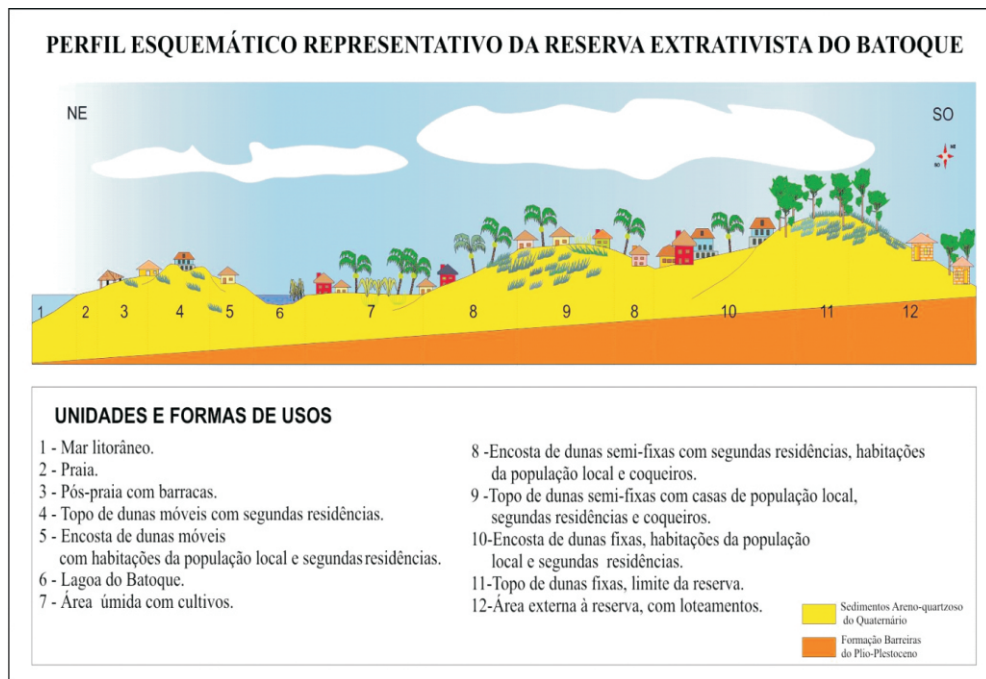 PERFIL ESQUEMÁTICO REPRESENTATIVO DA RESERVA EXTRATIVISTA DO BATOQUE
NE
SO
1 2 3 4 5 6 7 8 9 8 10 11 12
UNIDADES E FORMAS DE USOS
1 - Mar litorâneo.
2 - Praia.
3 - Pós-praia com barracas.
4 - Topo de dunas móveis com segundas residências.
5 - Encosta de dunas móveis
com habitações da população local e segundas residências.
6 - Lagoa do Batoque.
7 - Área úmida com cultivos.
8 -Encosta de dunas semi-fixas com segundas residências, habitações
da população local e coqueiros.
9 -Topo de dunas semi-fixas com casas de população local,
segundas residências e coqueiros.
10-Encosta de dunas fixas, habitações da população
local e segundas residências.
11-Topo de dunas fixas, limite da reserva.
12-Área externa à reserva, com loteamentos.
Sedimentos Areno-quartzoso
do Quaternário
Formação Barreiras
do Plio-Plestoceno